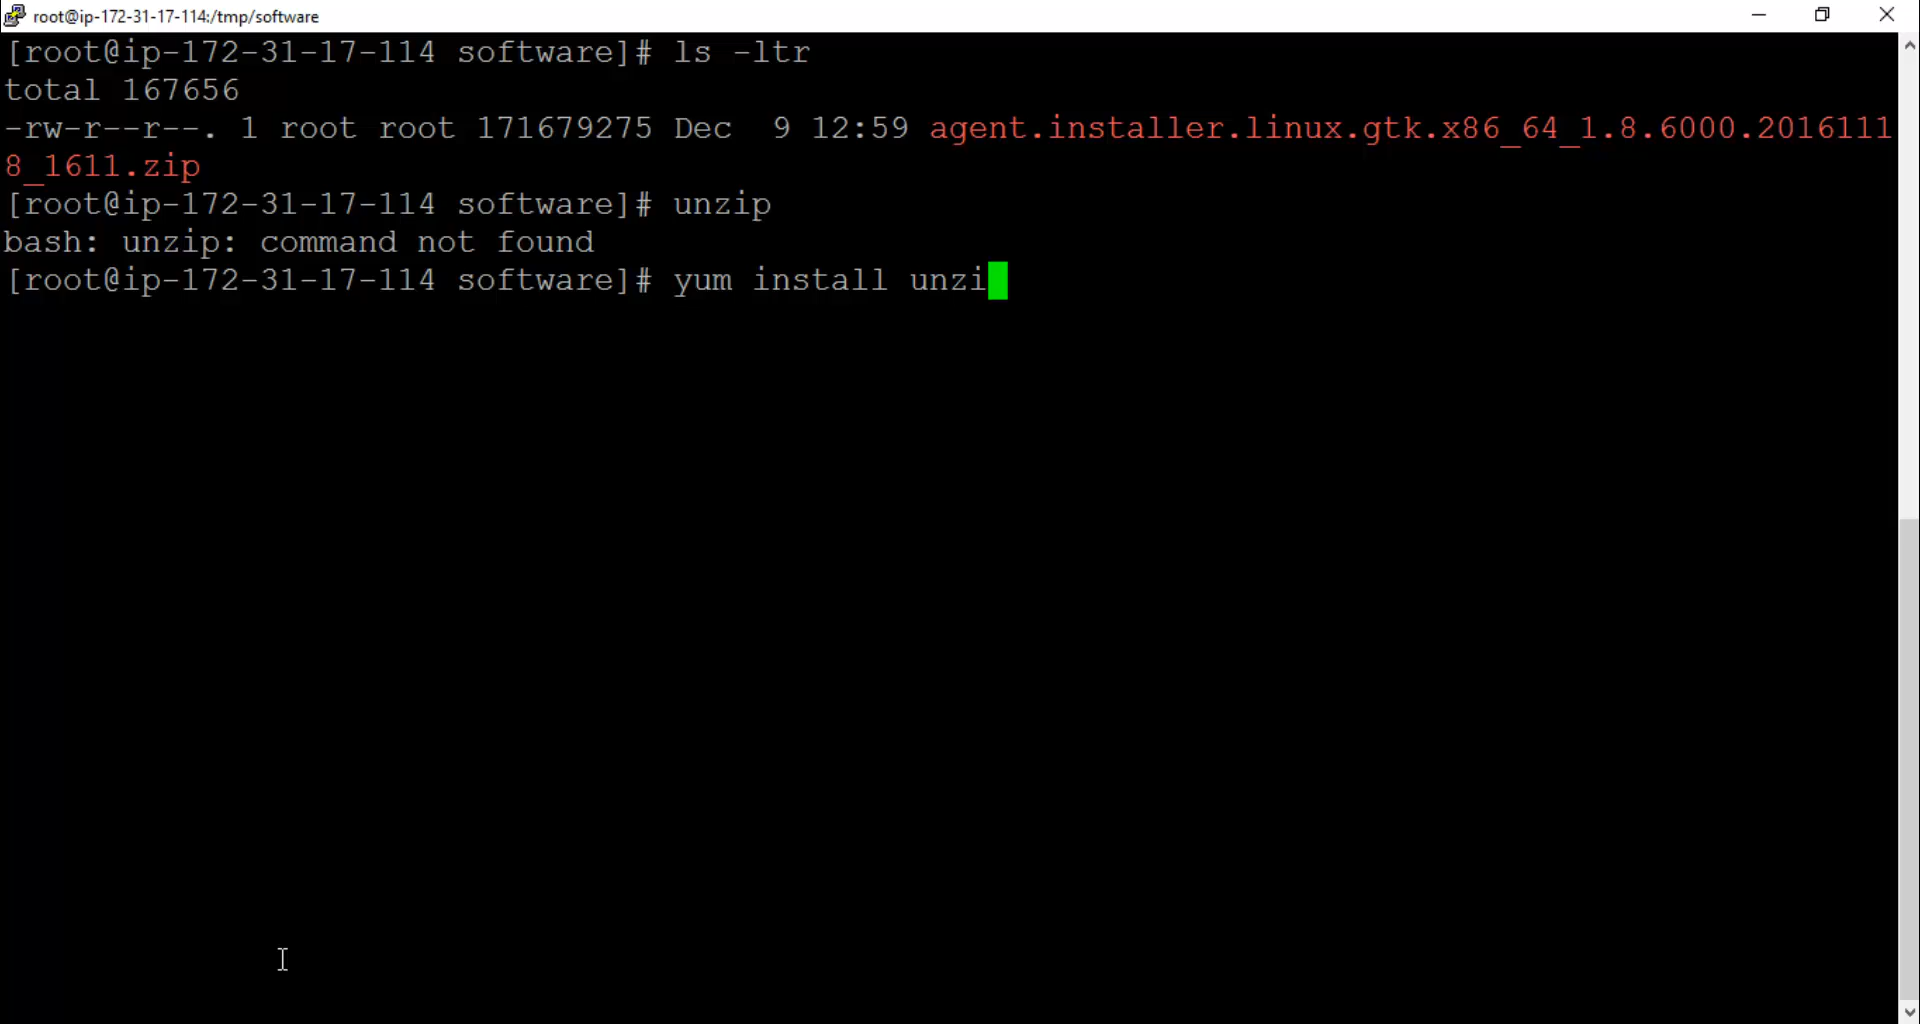 root@ip-172-31-17-114:/tmp/software
[root@ip-172-31-17-114 software]# ls -ltr
total 167656
-rw-r--r--. 1 root root 171679275 Dec  9 12:59 agent.installer.linux.gtk.x86_64_1.8.6000.2016111
8_1611.zip
[root@ip-172-31-17-114 software]# unzip
bash: unzip: command not found
[root@ip-172-31-17-114 software]# yum install unzi